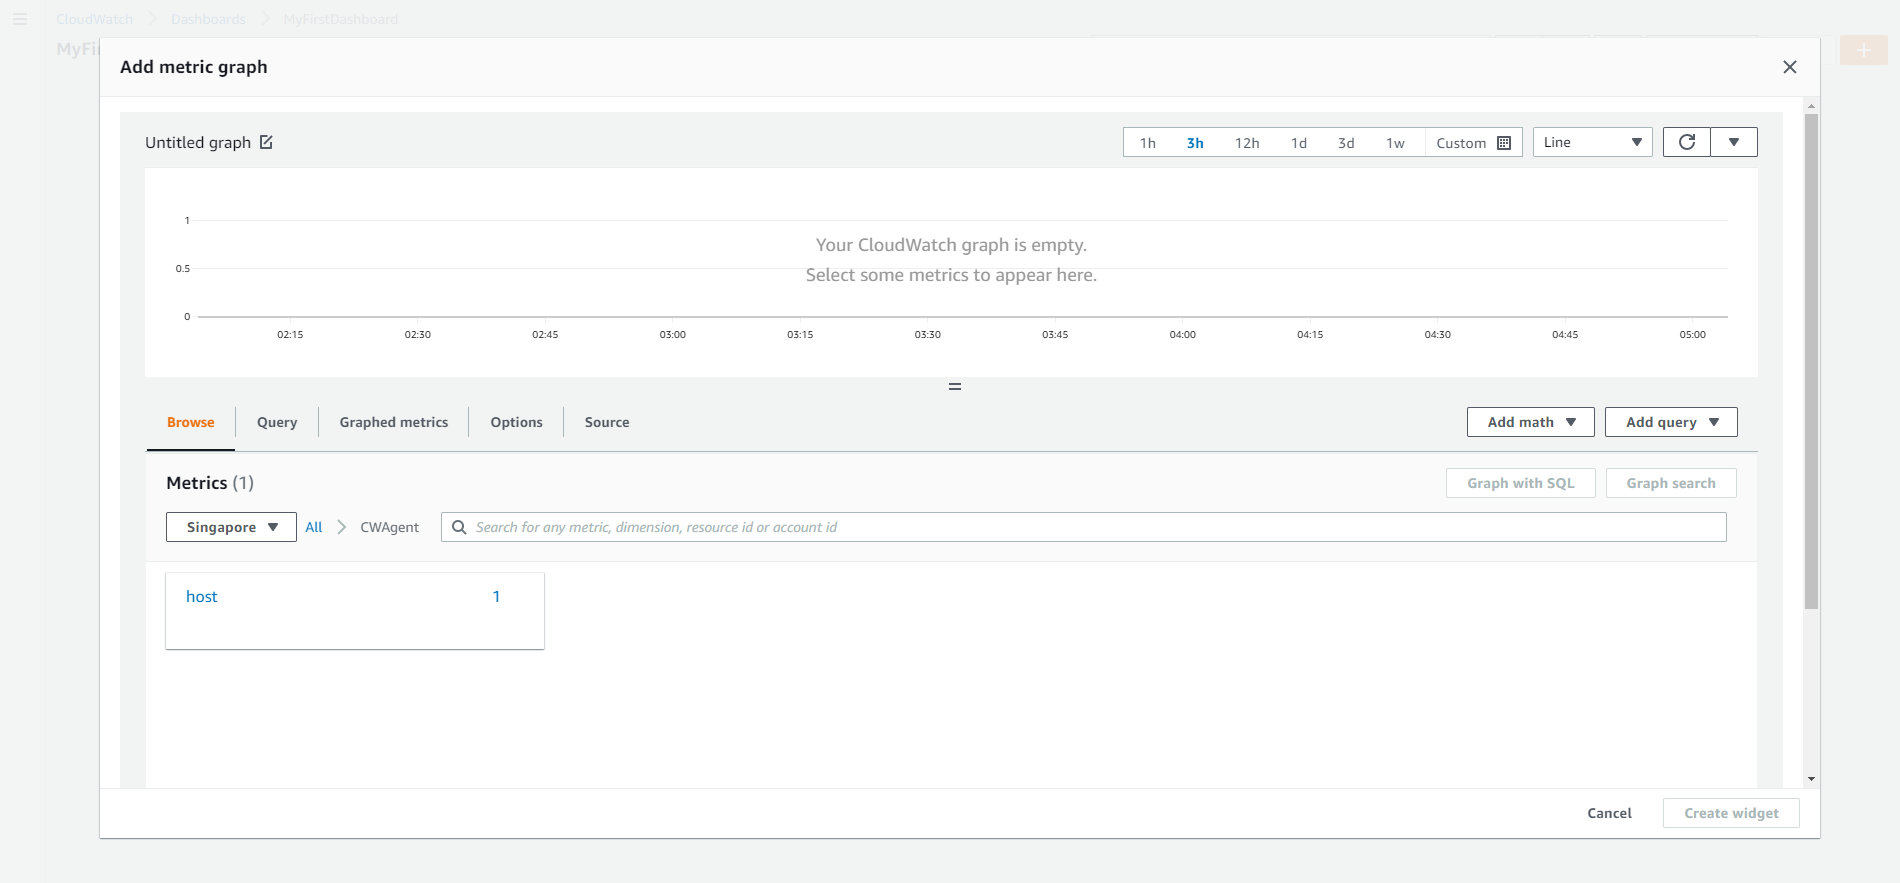 CloudWatch Dashboards MyFirstDashboard
MyFi
Add metric graph
Untitled graph
1h 3h 12h 1d 3d 1w Custom Line
1
0.5
0
Your CloudWatch graph is empty.
Select some metrics to appear here.
02:15 02:30 02:45 03:00 03:15 03:30 03:45 04:00 04:15 04:30 04:45 05:00
Browse Query Graphed metrics Options Source Add math Add query
Metrics (1) Graph with SQL Graph search
Singapore All CWAgent Search for any metric, dimension, resource id or account id
host 1
Cancel Create widget